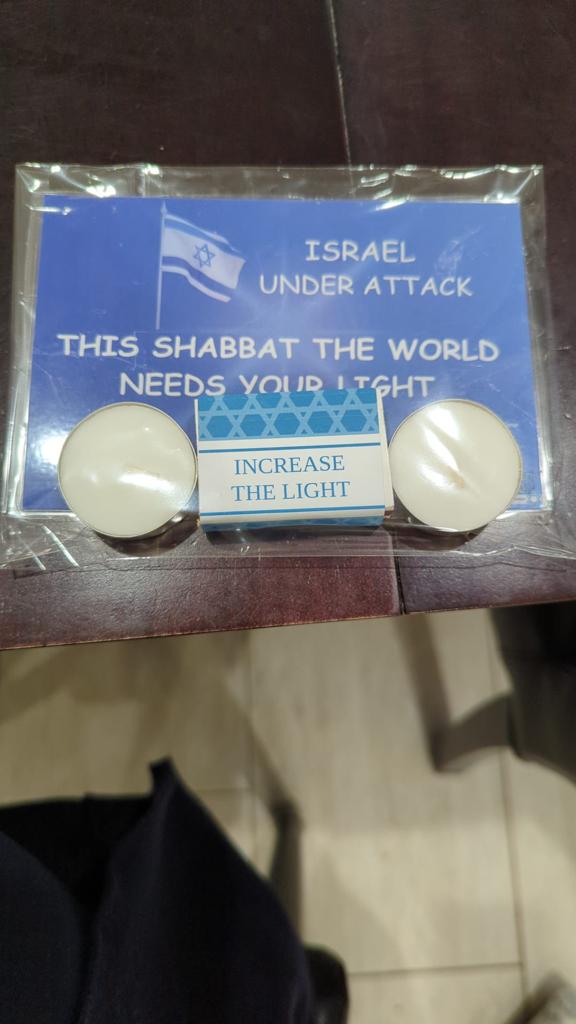 ISRAEL
UNDER ATTACK
THIS SHABBAT THE WORLD
NEEDS YOUR LIGHT
INCREASE
THE LIGHT